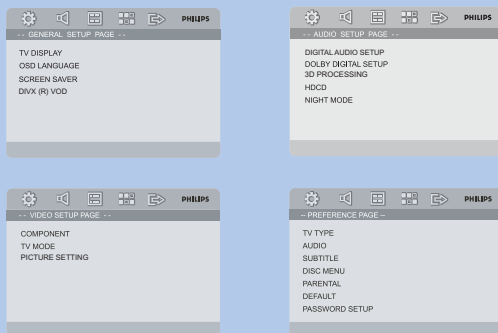 PHILIPS
- - GENERAL SETUP PAGE - -
TV DISPLAY
OSD LANGUAGE
SCREEN SAVER
DIVX (R) VOD
PHILIPS
- - AUDIO SETUP PAGE - -
DIGITAL AUDIO SETUP
DOLBY DIGITAL SETUP
3D PROCESSING
HDCD
NIGHT MODE
PHILIPS
- - VIDEO SETUP PAGE - -
COMPONENT
TV MODE
PICTURE SETTING
PHILIPS
-- PREFERENCE PAGE --
TV TYPE
AUDIO
SUBTITLE
DISC MENU
PARENTAL
DEFAULT
PASSWORD SETUP